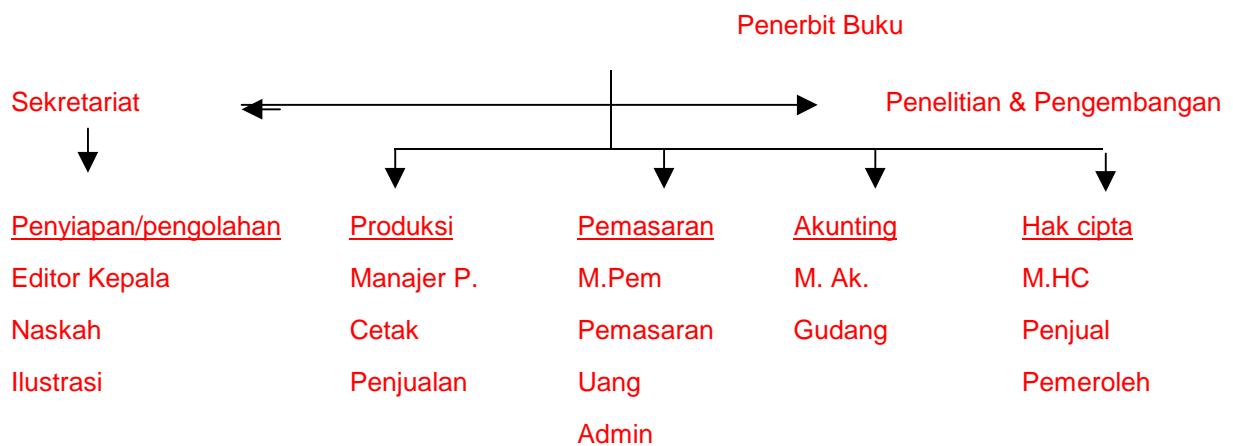 Penerbit Buku
Sekretariat Penelitian & Pengembangan
Penyiapan/pengolahan Produksi Pemasaran Akunting Hak cipta
Editor Kepala Manajer P. M.Pem M. Ak. M.HC
Naskah Cetak Pemasaran Gudang Penjual
Ilustrasi Penjualan Uang Pemeroleh
Admin